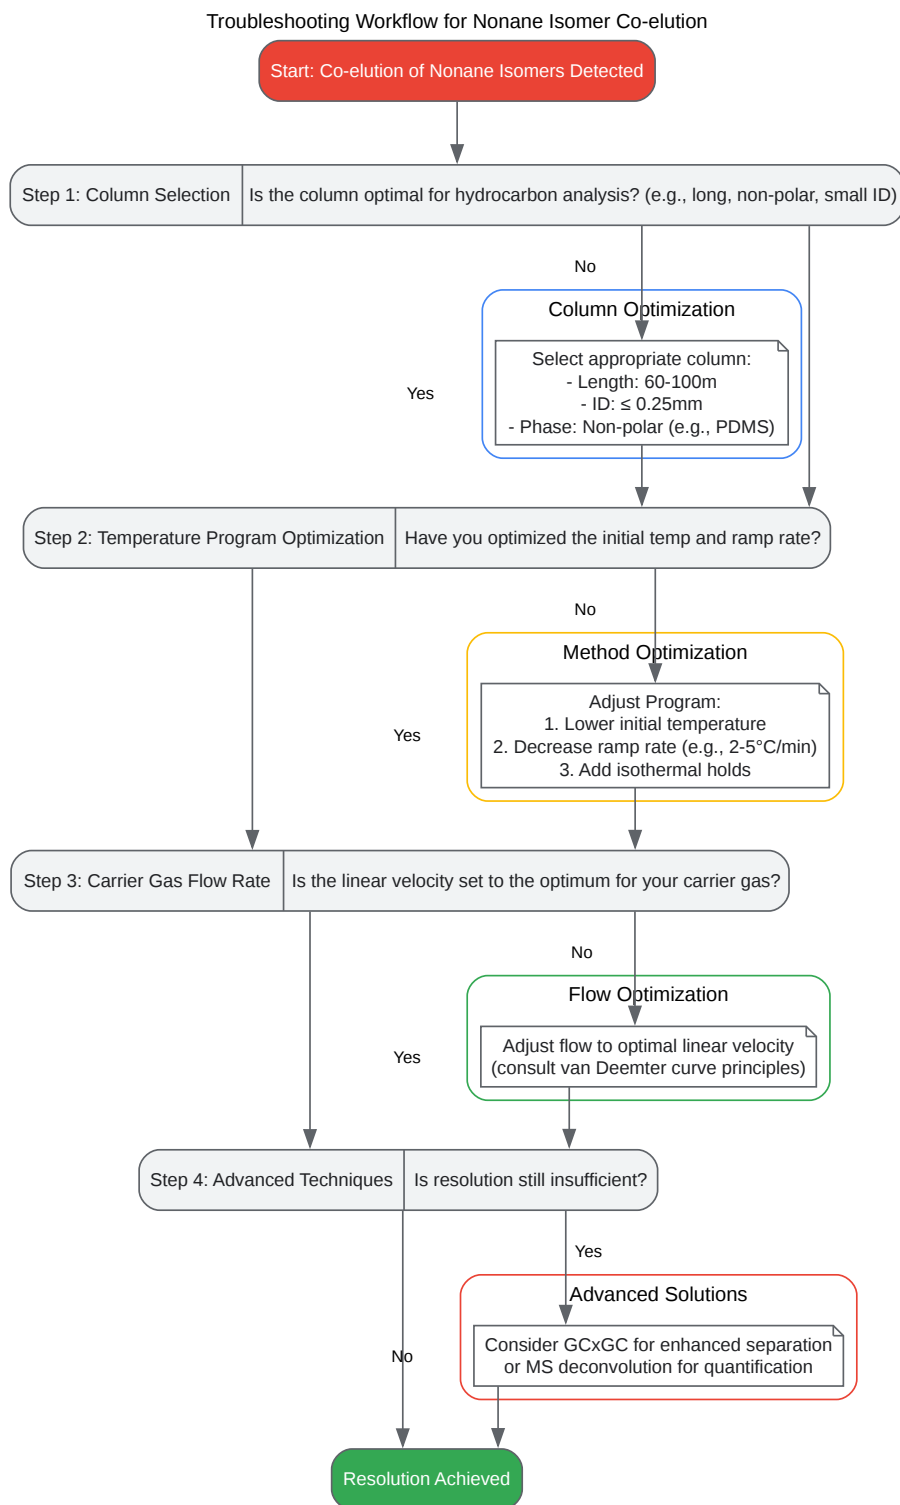 Troubleshooting Workflow for Nonane Isomer Co-elution
Start: Co-elution of Nonane Isomers Detected
Step 1: Column Selection
Is the column optimal for hydrocarbon analysis? (e.g., long, non-polar, small ID)
No
Column Optimization
Select appropriate column:
- Length: 60-100m
- ID: ≤ 0.25mm
- Phase: Non-polar (e.g., PDMS)
Yes
Step 2: Temperature Program Optimization
Have you optimized the initial temp and ramp rate?
No
Method Optimization
Adjust Program:
1. Lower initial temperature
2. Decrease ramp rate (e.g., 2-5°C/min)
3. Add isothermal holds
Yes
Step 3: Carrier Gas Flow Rate
Is the linear velocity set to the optimum for your carrier gas?
No
Flow Optimization
Adjust flow to optimal linear velocity
(consult van Deemter curve principles)
Yes
Step 4: Advanced Techniques
Is resolution still insufficient?
Yes
Advanced Solutions
Consider GCxGC for enhanced separation
or MS deconvolution for quantification
No
Resolution Achieved